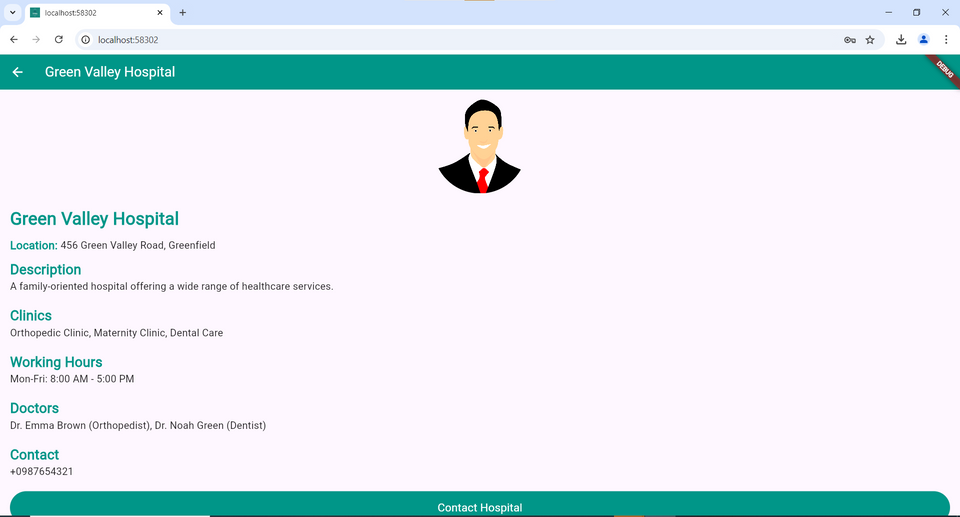 localhost:58302
localhost:58302
Green Valley Hospital
DEBUG
Green Valley Hospital
Location: 456 Green Valley Road, Greenfield
Description
A family-oriented hospital offering a wide range of healthcare services.
Clinics
Orthopedic Clinic, Maternity Clinic, Dental Care
Working Hours
Mon-Fri: 8:00 AM - 5:00 PM
Doctors
Dr. Emma Brown (Orthopedist), Dr. Noah Green (Dentist)
Contact
+0987654321
Contact Hospital